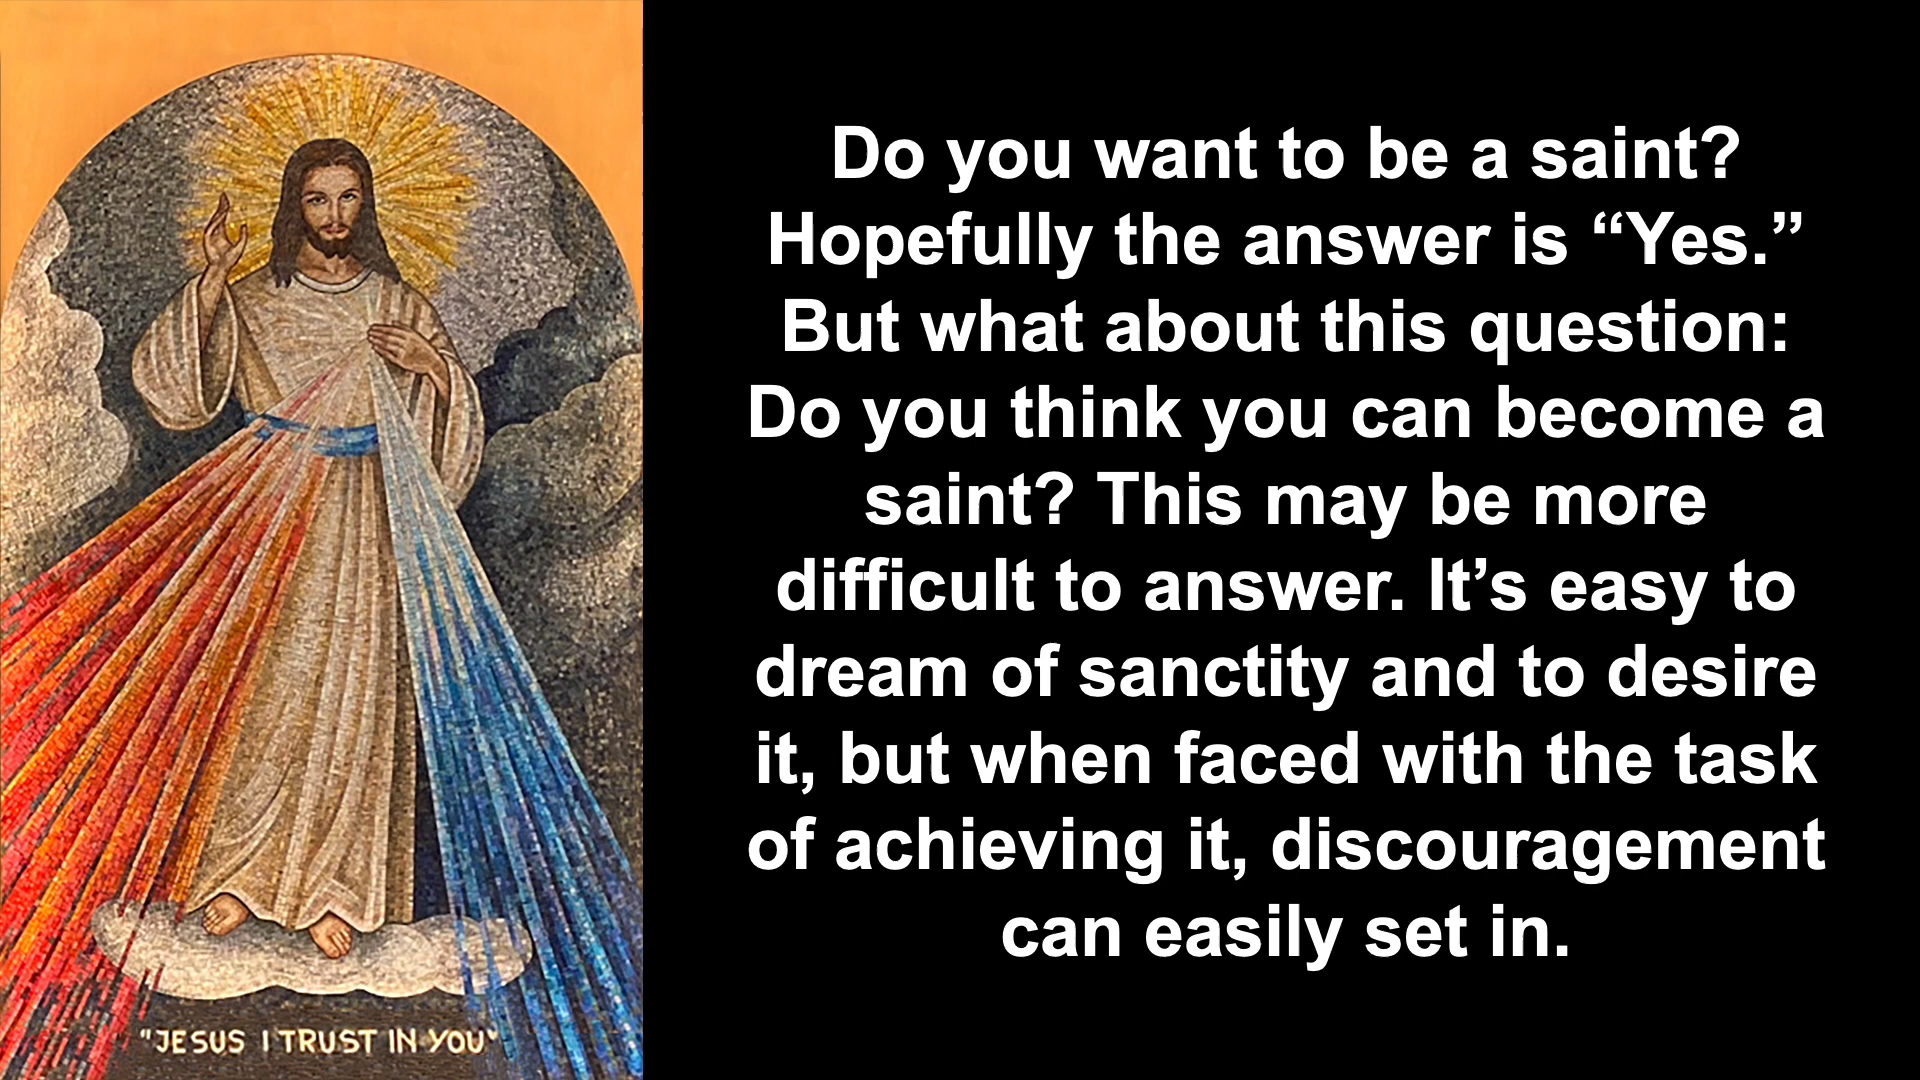 Do you want to be a saint?
Hopefully the answer is “Yes.”
But what about this question:
Do you think you can become a
saint? This may be more
difficult to answer. It’s easy to
dream of sanctity and to desire
it, but when faced with the task
of achieving it, discouragement
can easily set in.
"JESUS I TRUST IN YOU"